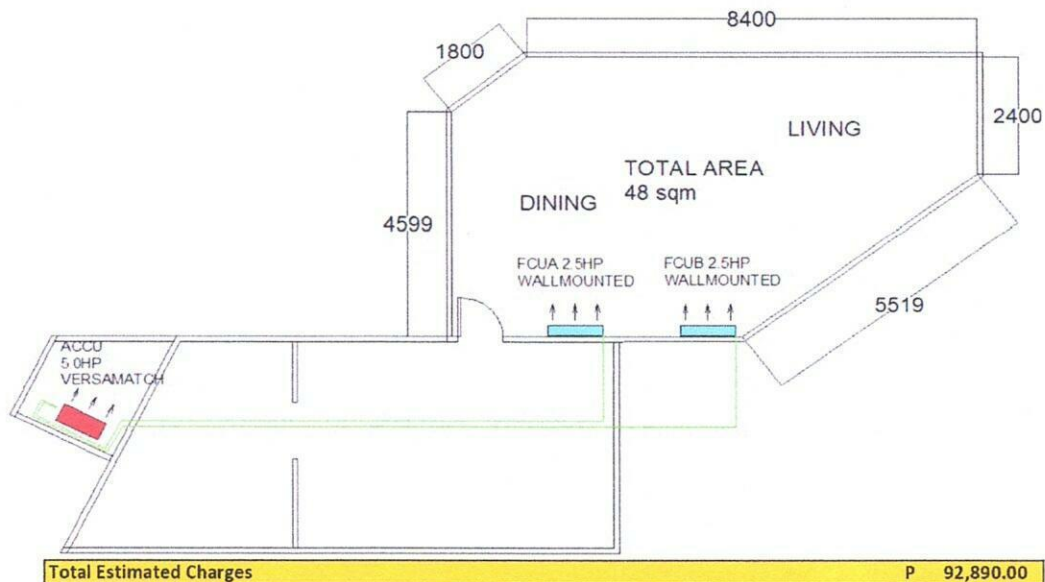 8400
1800
2400
LIVING
TOTAL AREA
48 sqm
DINING
4599
FCUA 2.5HP
WALLMOUNTED
FCUB 2.5HP
WALLMOUNTED
5519
ACCU
5.0HP
VERSAMATCH
Total Estimated Charges P 92,890.00